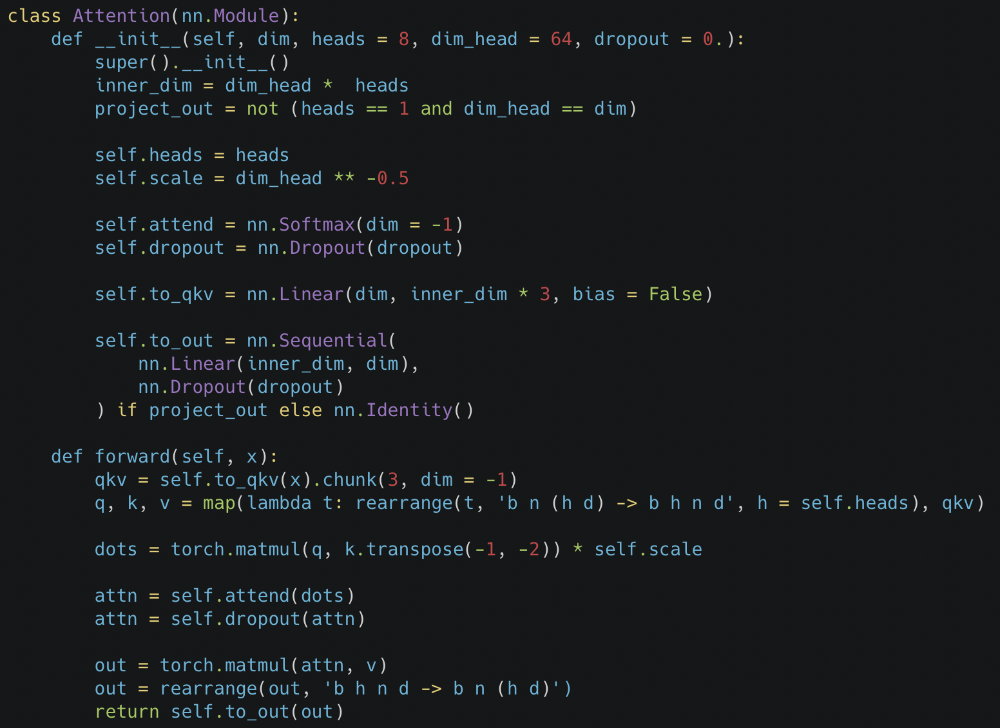 class Attention(nn.Module):
    def __init__(self, dim, heads = 8, dim_head = 64, dropout = 0.):
        super().__init__()
        inner_dim = dim_head *  heads
        project_out = not (heads == 1 and dim_head == dim)

        self.heads = heads
        self.scale = dim_head ** -0.5

        self.attend = nn.Softmax(dim = -1)
        self.dropout = nn.Dropout(dropout)

        self.to_qkv = nn.Linear(dim, inner_dim * 3, bias = False)

        self.to_out = nn.Sequential(
            nn.Linear(inner_dim, dim),
            nn.Dropout(dropout)
        ) if project_out else nn.Identity()

    def forward(self, x):
        qkv = self.to_qkv(x).chunk(3, dim = -1)
        q, k, v = map(lambda t: rearrange(t, 'b n (h d) -> b h n d', h = self.heads), qkv)

        dots = torch.matmul(q, k.transpose(-1, -2)) * self.scale

        attn = self.attend(dots)
        attn = self.dropout(attn)

        out = torch.matmul(attn, v)
        out = rearrange(out, 'b h n d -> b n (h d)')
        return self.to_out(out)